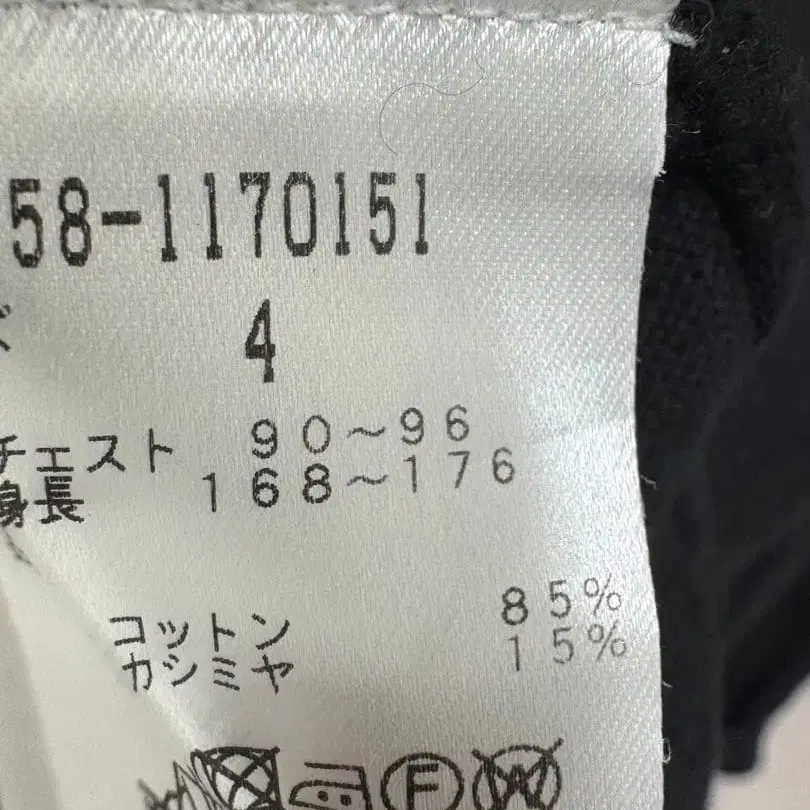 58-1170151
ズ 4
チェスト 90～96
身長 168～176
コットン 85%
カシミヤ 15%
F W